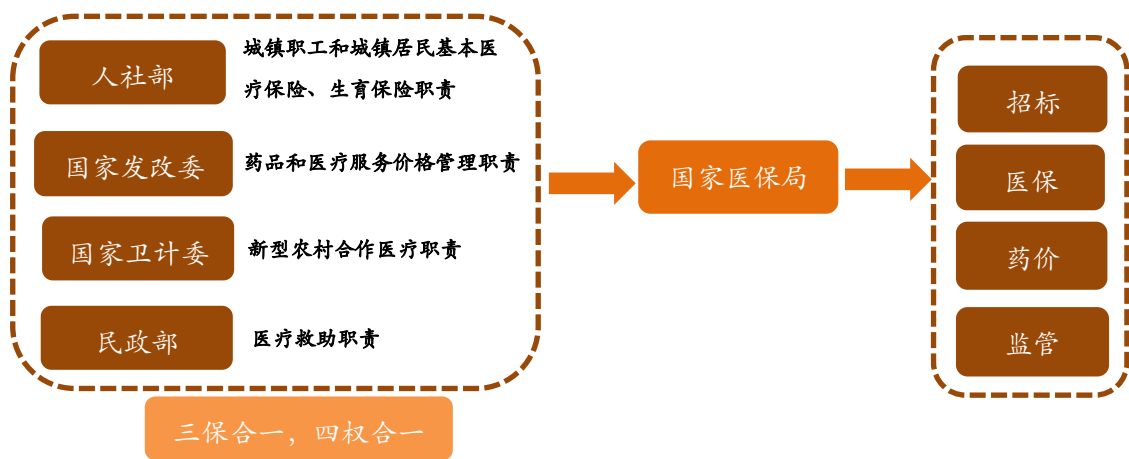 人社部
城镇职工和城镇居民基本医
疗保险、生育保险职责
国家发改委
药品和医疗服务价格管理职责
国家卫计委
新型农村合作医疗职责
民政部
医疗救助职责
三保合一，四权合一
国家医保局
招标
医保
药价
监管